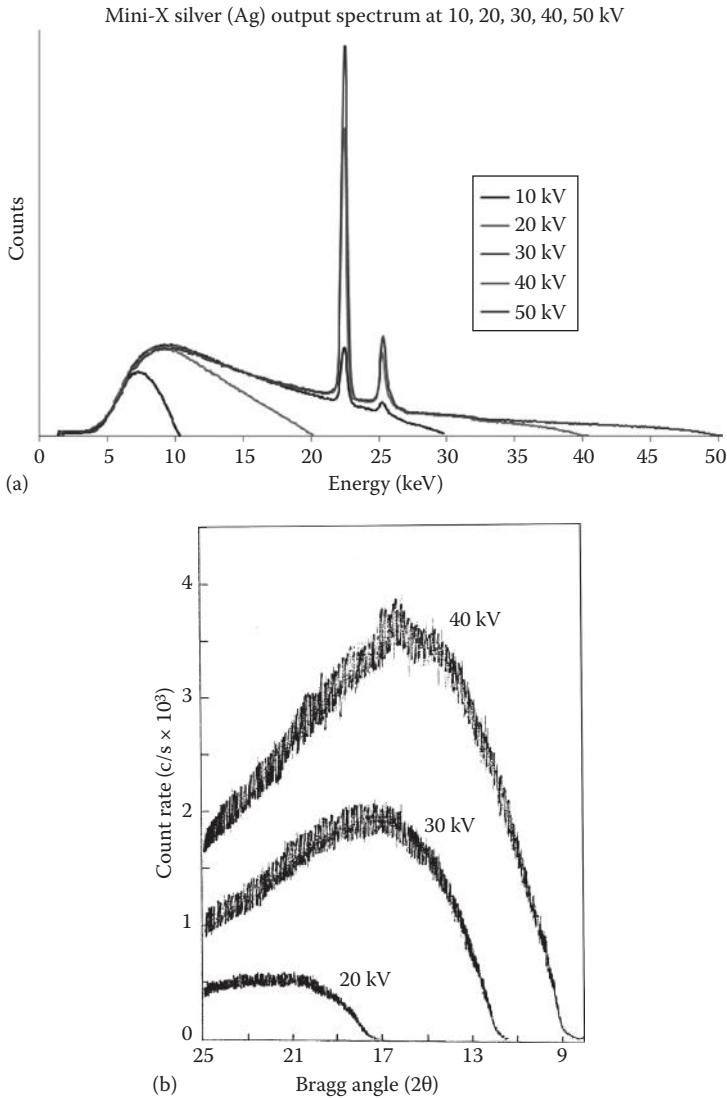 Mini-X silver (Ag) output spectrum at 10, 20, 30, 40, 50 kV
Counts
10 kV
20 kV
30 kV
40 kV
50 kV
0 5 10 15 20 25 30 35 40 45 50
(a)
Energy (keV)
Count rate (c/s × 10³)
4
3
2
1
0
40 kV
30 kV
20 kV
25 21 17 13 9
(b)
Bragg angle (2θ)